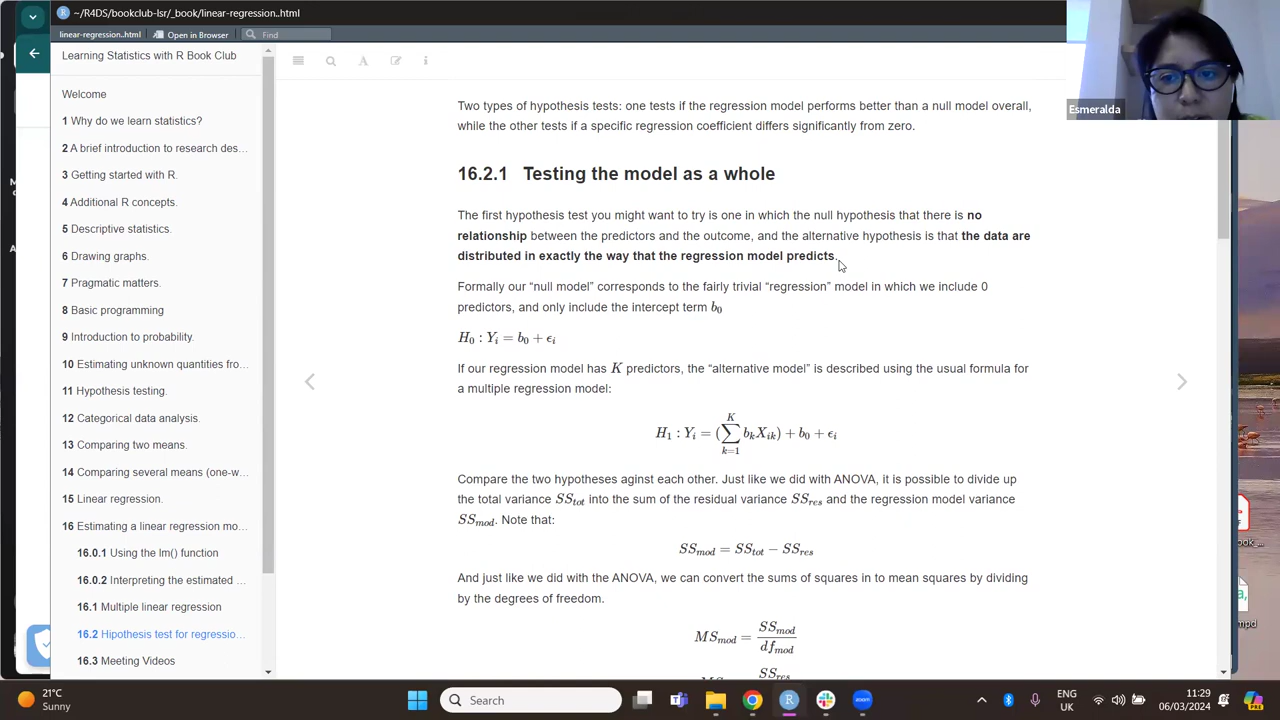 ~/R4DS/bookclub-lsr/_book/linear-regression..html
linear-regression..html Open in Browser Find
Learning Statistics with R Book Club
Welcome
1 Why do we learn statistics?
2 A brief introduction to research des...
3 Getting started with R.
4 Additional R concepts.
5 Descriptive statistics.
6 Drawing graphs.
7 Pragmatic matters.
8 Basic programming
9 Introduction to probability.
10 Estimating unknown quantities fro...
11 Hypothesis testing.
12 Categorical data analysis.
13 Comparing two means.
14 Comparing several means (one-w...
15 Linear regression.
16 Estimating a linear regression mo...
16.0.1 Using the lm() function
16.0.2 Interpreting the estimated ...
16.1 Multiple linear regression
16.2 Hipothesis test for regressio...
16.3 Meeting Videos
Two types of hypothesis tests: one tests if the regression model performs better than a null model overall,
while the other tests if a specific regression coefficient differs significantly from zero.
16.2.1 Testing the model as a whole
The first hypothesis test you might want to try is one in which the null hypothesis that there is no
relationship between the predictors and the outcome, and the alternative hypothesis is that the data are
distributed in exactly the way that the regression model predicts.
Formally our “null model” corresponds to the fairly trivial “regression” model in which we include 0
predictors, and only include the intercept term b0
H0 : Yi = b0 + ϵi
If our regression model has K predictors, the “alternative model” is described using the usual formula for
a multiple regression model:
H1 : Yi = (∑_{k=1}^{K} bkXik) + b0 + ϵi
Compare the two hypotheses aginst each other. Just like we did with ANOVA, it is possible to divide up
the total variance SStot into the sum of the residual variance SSres and the regression model variance
SSmod. Note that:
SSmod = SStot − SSres
And just like we did with the ANOVA, we can convert the sums of squares in to mean squares by dividing
by the degrees of freedom.
MSmod = SSmod / dfmod
SSres
Esmeralda
21°C
Sunny
Search
ENG
UK
11:29
06/03/2024